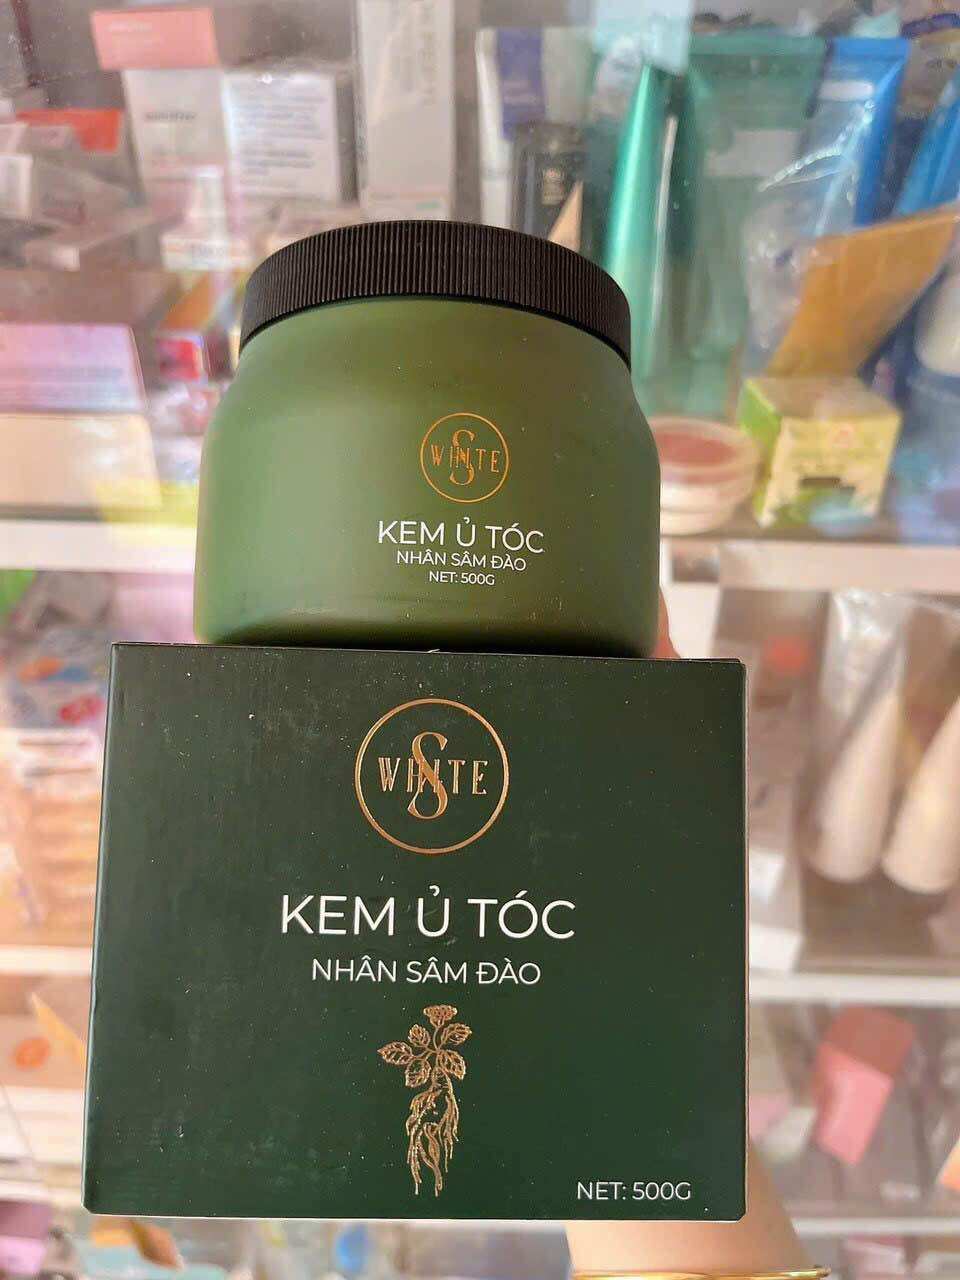 S
WHITE
KEM Ủ TÓC
NHÂN SÂM ĐÀO
NET: 500G
S
WHITE
KEM Ủ TÓC
NHÂN SÂM ĐÀO
NET: 500G